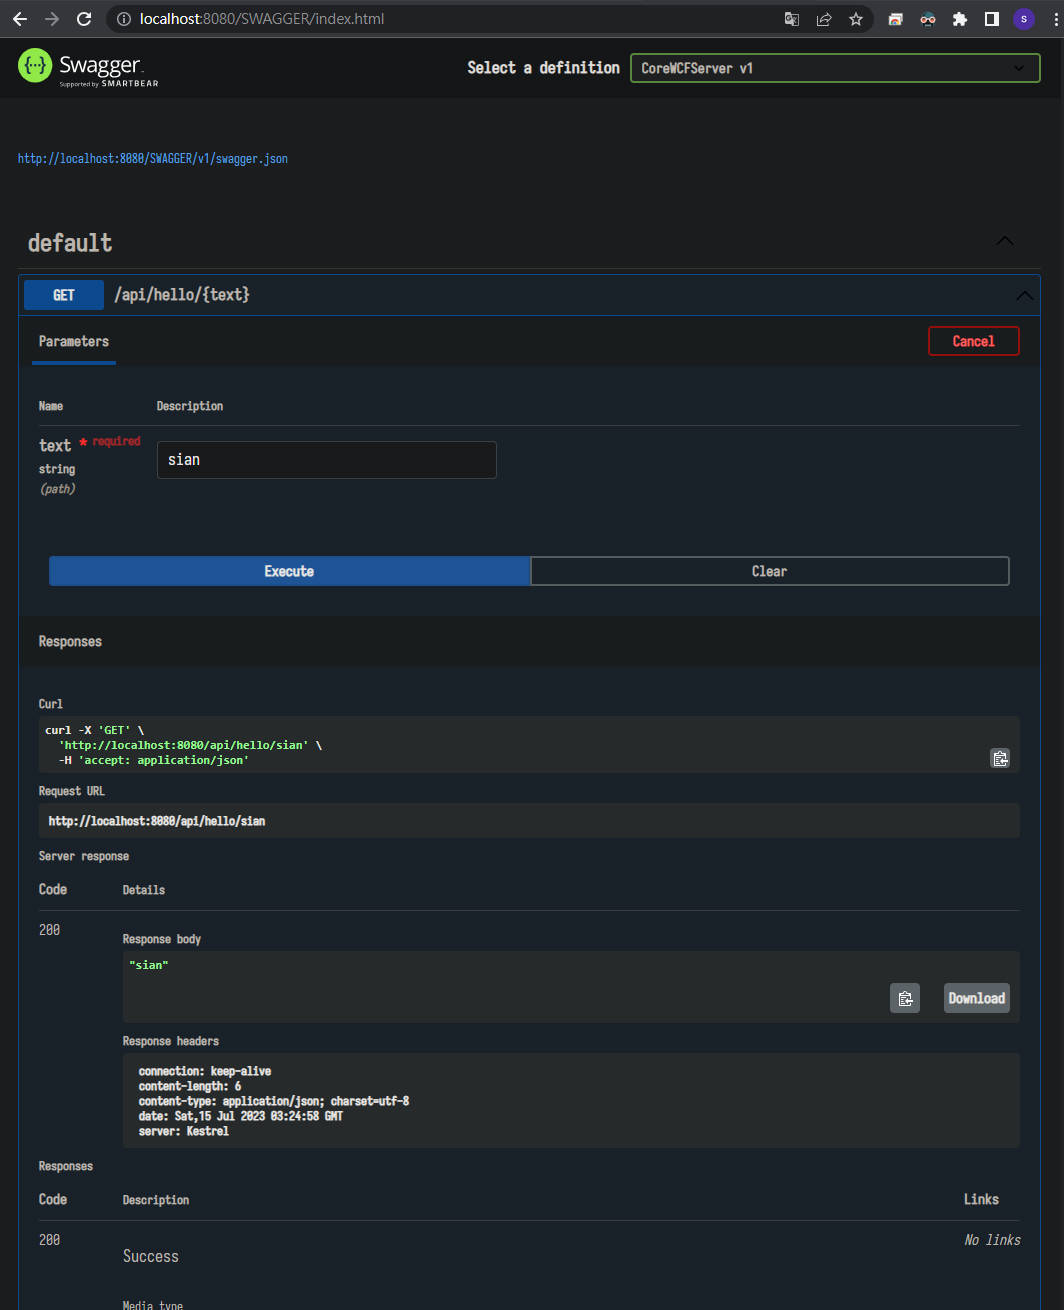 localhost:8080/SWAGGER/index.html
S
Swagger
Supported by SMARTBEAR
Select a definition
CoreWCFServer v1
http://localhost:8080/SWAGGER/v1/swagger.json
default
GET /api/hello/{text}
Parameters
Cancel
Name Description
text * required
string
(path)
sian
Execute Clear
Responses
Curl
curl -X 'GET' \
'http://localhost:8080/api/hello/sian' \
-H 'accept: application/json'
Request URL
http://localhost:8080/api/hello/sian
Server response
Code Details
200
Response body
"sian"
Download
Response headers
connection: keep-alive
content-length: 6
content-type: application/json; charset=utf-8
date: Sat,15 Jul 2023 03:24:58 GMT
server: Kestrel
Responses
Code Description Links
200 No links
Success
Media type